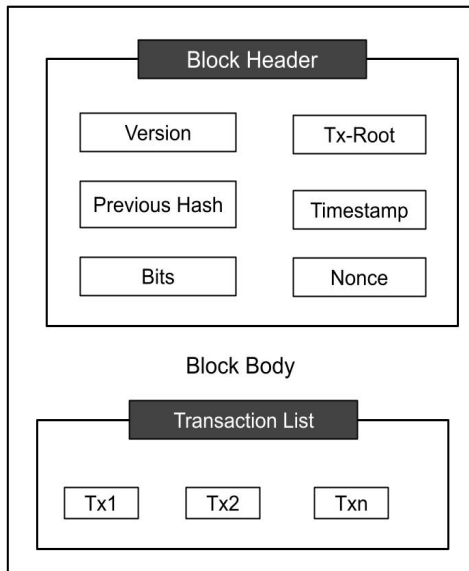 Block Header
Version
Tx-Root
Previous Hash
Timestamp
Bits
Nonce
Block Body
Transaction List
Tx1
Tx2
Txn